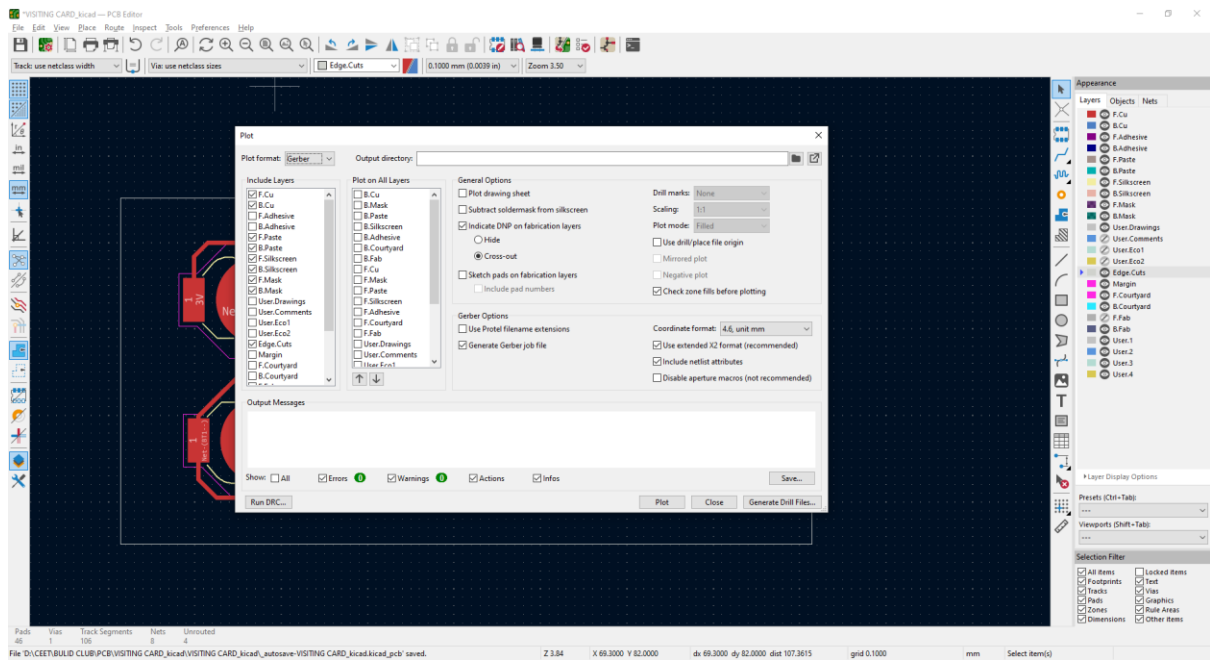 *VISITING CARD_kicad — PCB Editor
File Edit View Place Route Inspect Tools Preferences Help
Track: use netclass width Via: use netclass sizes Edge.Cuts 0.1000 mm (0.0039 in) Zoom 3.50
in
mil
mm
1
3V
Ne
1
Net-(BT1--)
Plot
Plot format: Gerber Output directory:
Include Layers
F.Cu
B.Cu
F.Adhesive
B.Adhesive
F.Paste
B.Paste
F.Silkscreen
B.Silkscreen
F.Mask
B.Mask
User.Drawings
User.Comments
User.Eco1
User.Eco2
Edge.Cuts
Margin
F.Courtyard
B.Courtyard
Plot on All Layers
B.Cu
B.Mask
B.Paste
B.Silkscreen
B.Adhesive
B.Courtyard
B.Fab
F.Cu
F.Mask
F.Paste
F.Silkscreen
F.Adhesive
F.Courtyard
F.Fab
User.Drawings
User.Comments
User.Eco1
General Options
Plot drawing sheet
Subtract soldermask from silkscreen
Indicate DNP on fabrication layers
Hide
Cross-out
Sketch pads on fabrication layers
Include pad numbers
Drill marks: None
Scaling: 1:1
Plot mode: Filled
Use drill/place file origin
Mirrored plot
Negative plot
Check zone fills before plotting
Gerber Options
Use Protel filename extensions
Generate Gerber job file
Coordinate format: 4.6, unit mm
Use extended X2 format (recommended)
Include netlist attributes
Disable aperture macros (not recommended)
Output Messages
Show: All Errors 0 Warnings 0 Actions Infos Save...
Run DRC... Plot Close Generate Drill Files...
Appearance
Layers Objects Nets
F.Cu
B.Cu
F.Adhesive
B.Adhesive
F.Paste
B.Paste
F.Silkscreen
B.Silkscreen
F.Mask
B.Mask
User.Drawings
User.Comments
User.Eco1
User.Eco2
Edge.Cuts
Margin
F.Courtyard
B.Courtyard
F.Fab
B.Fab
User.1
User.2
User.3
User.4
Layer Display Options
Presets (Ctrl+Tab):
---
Viewports (Shift+Tab):
---
Selection Filter
All items Locked items
Footprints Text
Tracks Vias
Pads Graphics
Zones Rule Areas
Dimensions Other items
Pads Vias Track Segments Nets Unrouted
46 1 106 8 4
File 'D:\CEET\BULID CLUB\PCB\VISITING CARD_kicad\VISITING CARD_kicad\_autosave-VISITING CARD_kicad.kicad_pcb' saved. Z 3.84 X 69.3000 Y 82.0000 dx 69.3000 dy 82.0000 dist 107.3615 grid 0.1000 mm Select item(s)